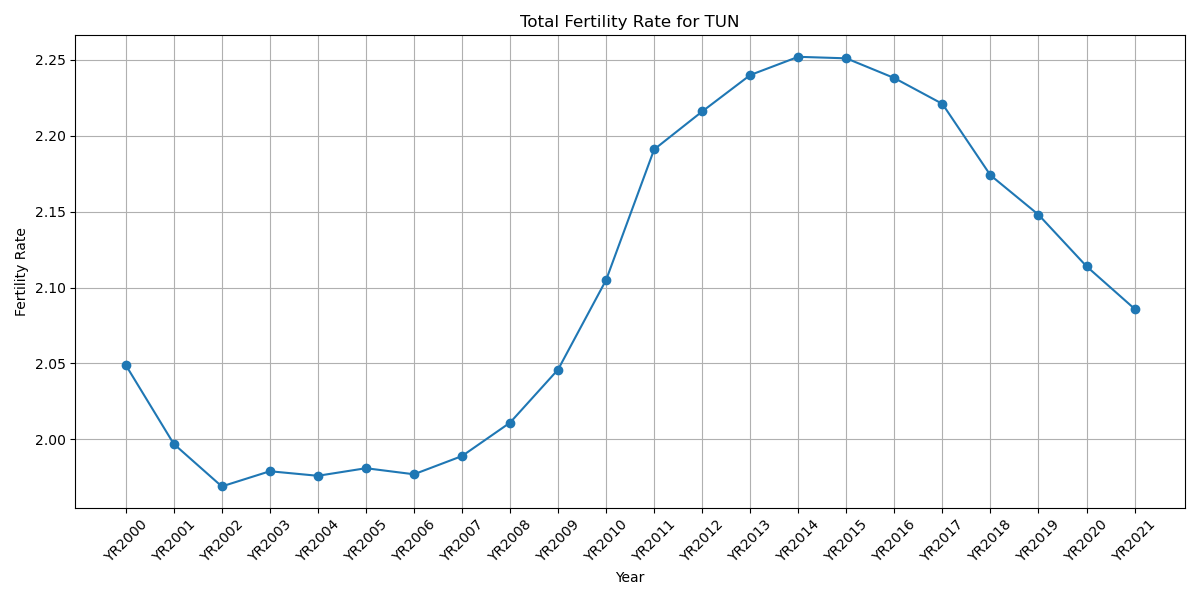 Total Fertility Rate for TUN
Fertility Rate
2.25
2.20
2.15
2.10
2.05
2.00
YR2000
YR2001
YR2002
YR2003
YR2004
YR2005
YR2006
YR2007
YR2008
YR2009
YR2010
YR2011
YR2012
YR2013
YR2014
YR2015
YR2016
YR2017
YR2018
YR2019
YR2020
YR2021
Year